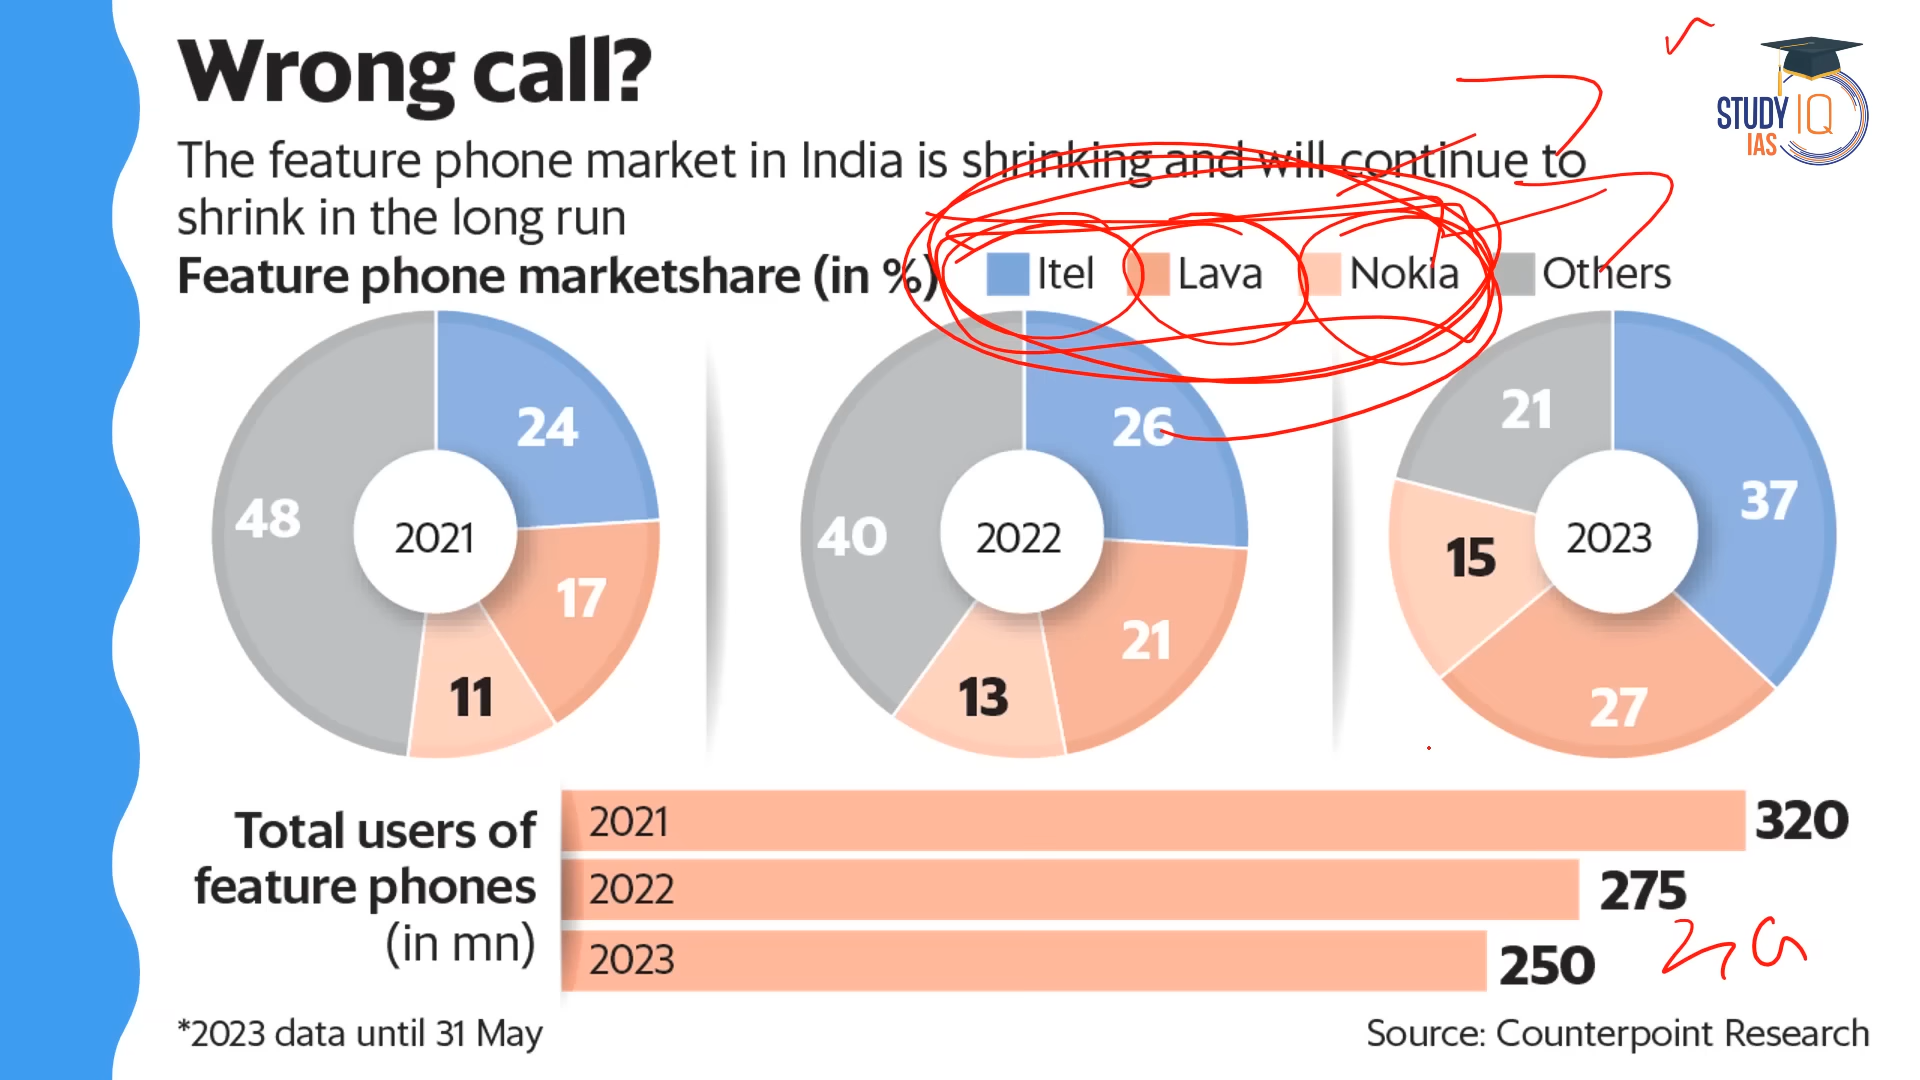 Wrong call?
The feature phone market in India is shrinking and will continue to
shrink in the long run
Feature phone marketshare (in %) Itel Lava Nokia Others
STUDY IQ
IAS
24
17
11
48
2021
26
21
13
40
2022
37
27
15
21
2023
Total users of
feature phones
(in mn)
2021 320
2022 275
2023 250
*2023 data until 31 May
Source: Counterpoint Research